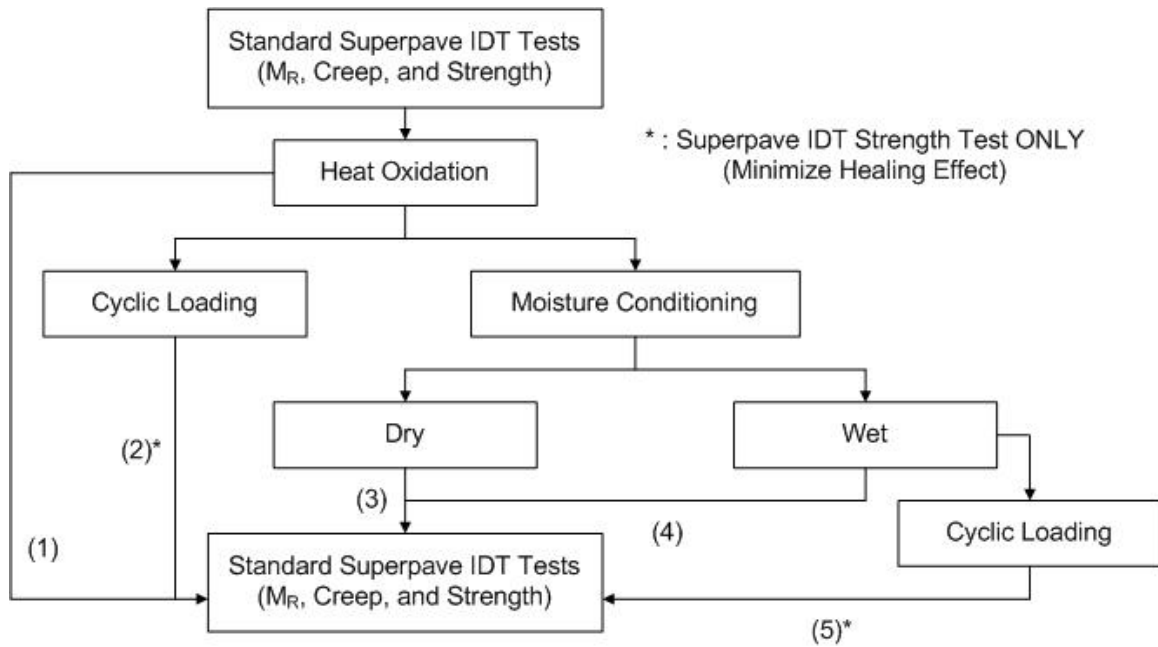 Standard Superpave IDT Tests
(MR, Creep, and Strength)
* : Superpave IDT Strength Test ONLY
(Minimize Healing Effect)
Heat Oxidation
Cyclic Loading
Moisture Conditioning
Dry
Wet
(2)*
(3)
(4)
Cyclic Loading
(1)
Standard Superpave IDT Tests
(MR, Creep, and Strength)
(5)*